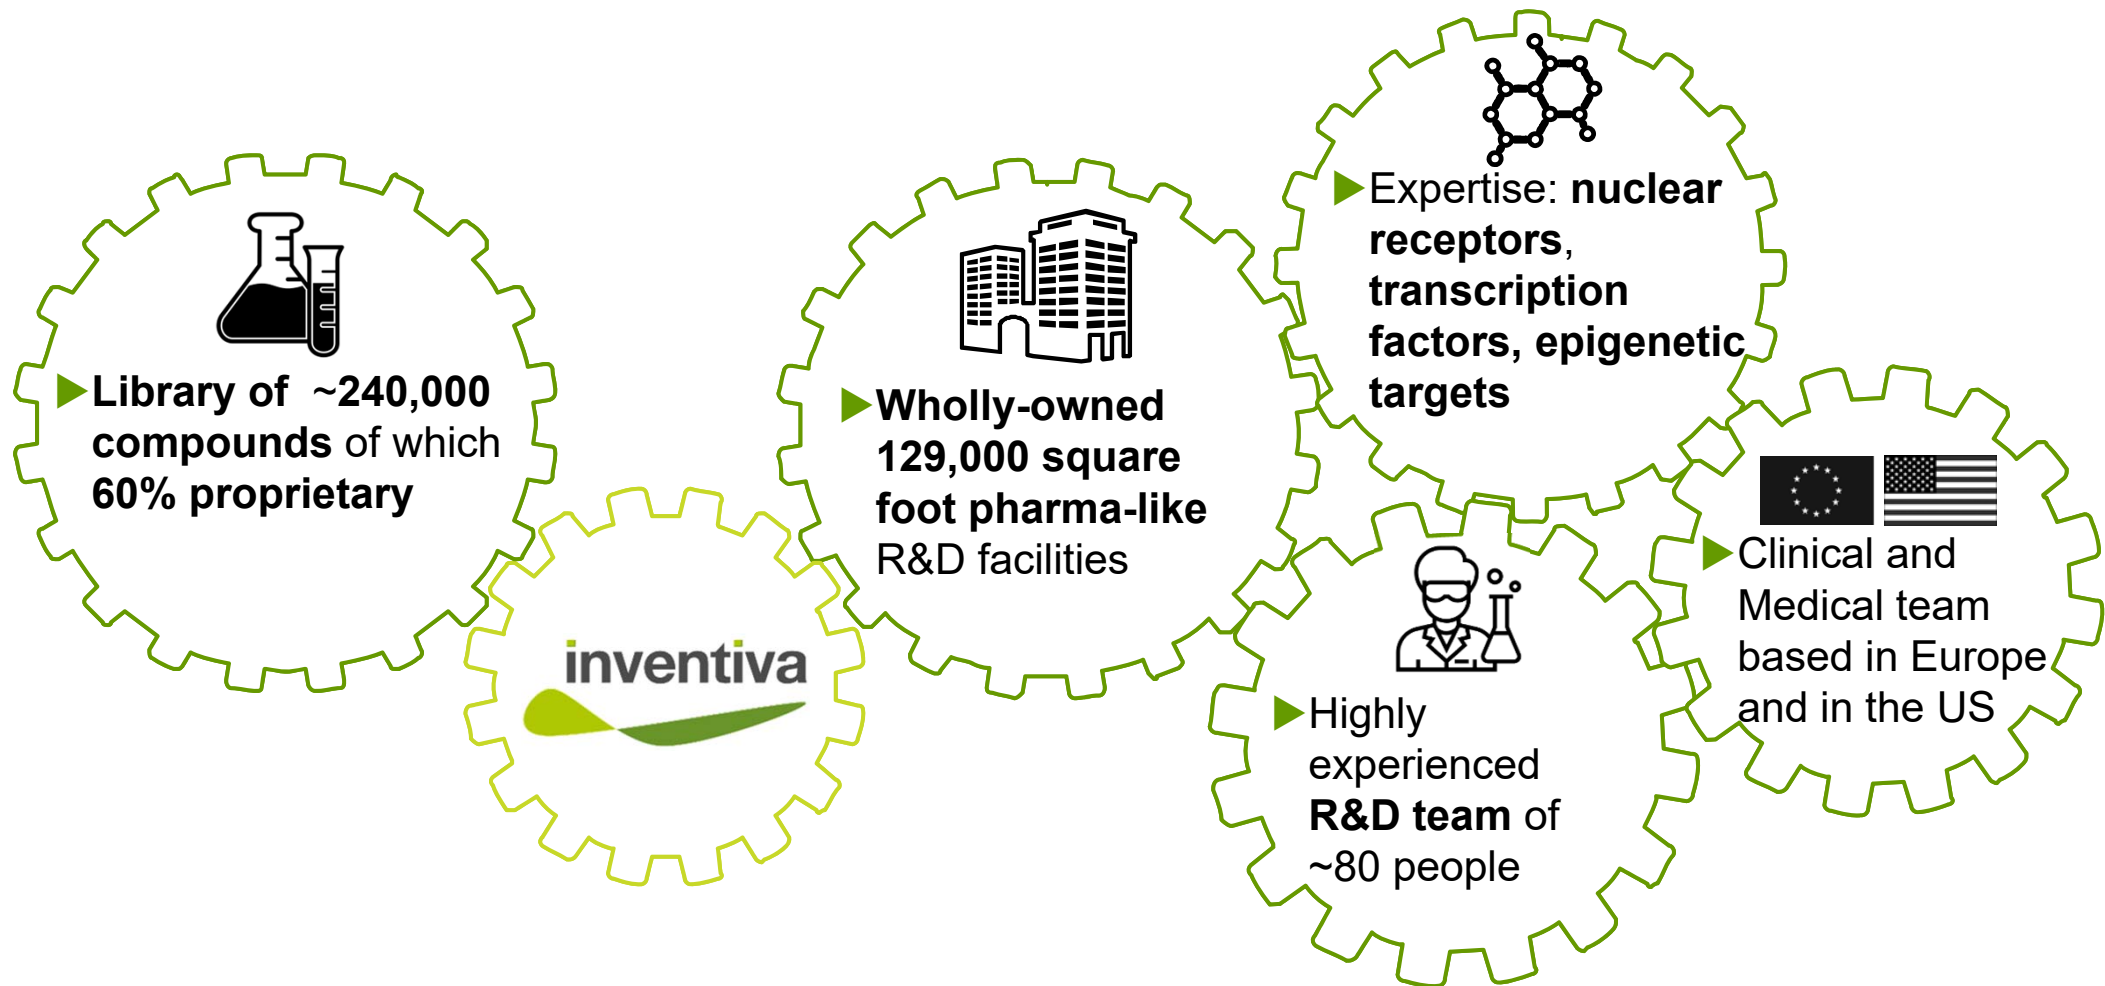 Library of ~240,000
compounds of which
60% proprietary
inventiva
Wholly-owned
129,000 square
foot pharma-like
R&D facilities
Expertise: nuclear
receptors,
transcription
factors, epigenetic
targets
Highly
experienced
R&D team of
~80 people
Clinical and
Medical team
based in Europe
and in the US